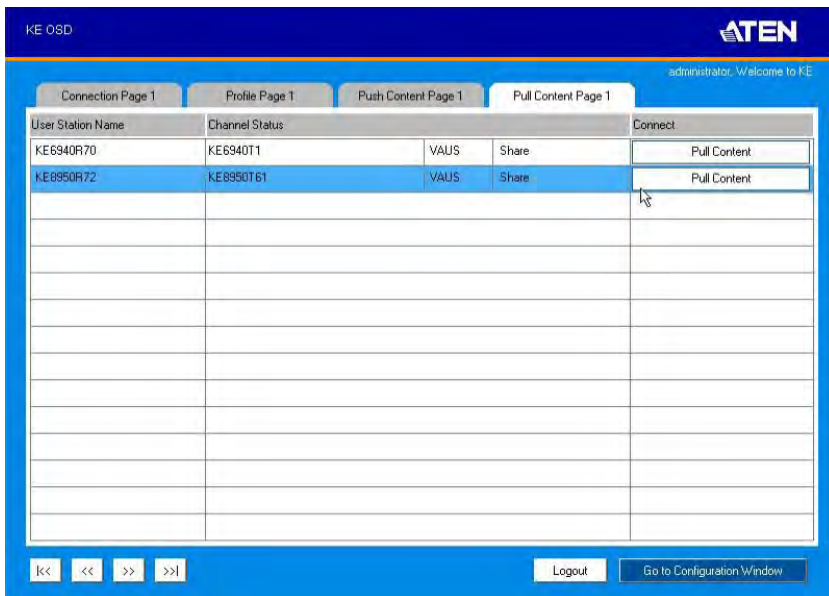 KE OSD
ATEN
administrator, Welcome to KE
Connection Page 1 Profile Page 1 Push Content Page 1 Pull Content Page 1
User Station Name Channel Status Connect
KE6940R70 KE6940T1 VAUS Share Pull Content
KE8950R72 KE8950T61 VAUS Share Pull Content
|<< << >> >>| Logout Go to Configuration Window